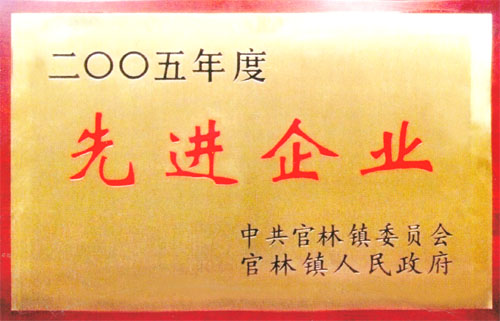 二〇〇五年度
先进企业
中共官林镇委员会
官林镇人民政府